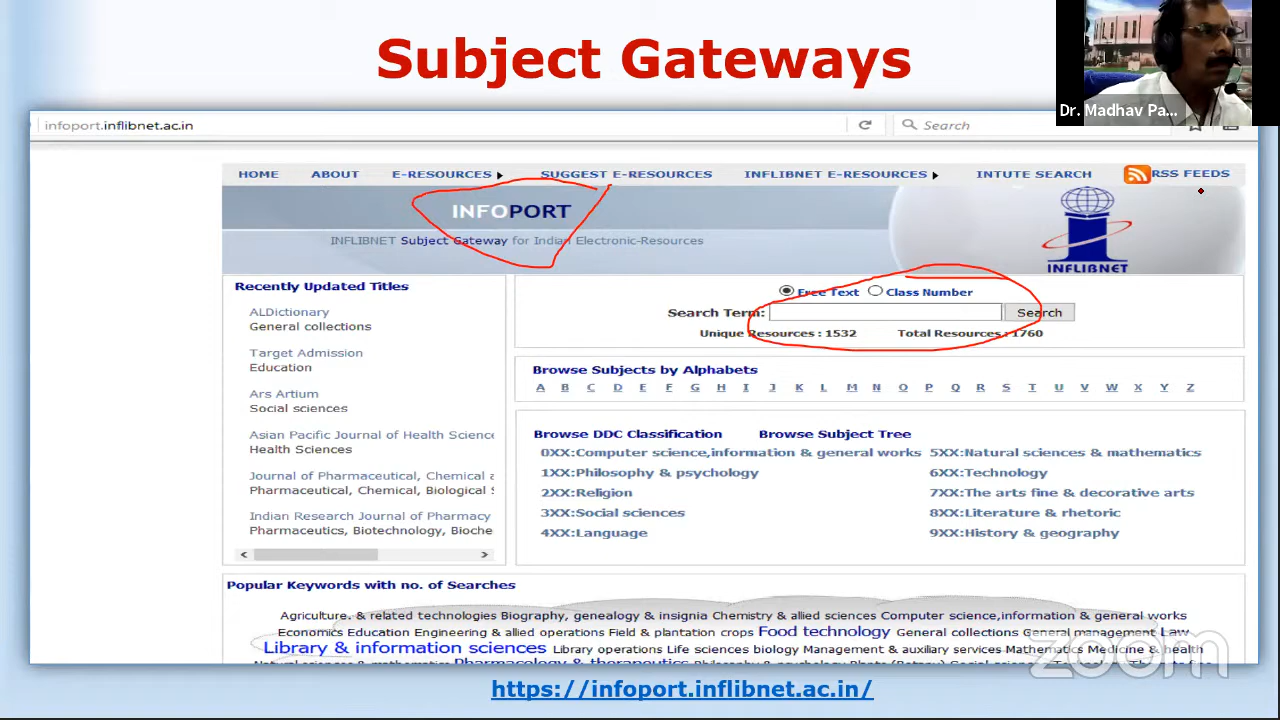 Subject Gateways
Dr. Madhav Pa...
infoport.inflibnet.ac.in
Search
HOME ABOUT E-RESOURCES SUGGEST E-RESOURCES INFLIBNET E-RESOURCES INTUTE SEARCH RSS FEEDS
INFOPORT
INFLIBNET Subject Gateway for Indian Electronic-Resources
INFLIBNET
Recently Updated Titles
ALDictionary
General collections
Target Admission
Education
Ars Artium
Social sciences
Asian Pacific Journal of Health Science
Health Sciences
Journal of Pharmaceutical, Chemical a
Pharmaceutical, Chemical, Biological S
Indian Research Journal of Pharmacy
Pharmaceutics, Biotechnology, Bioche
Free Text Class Number
Search Term: Search
Unique Resources : 1532 Total Resources : 1760
Browse Subjects by Alphabets
A B C D E F G H I J K L M N O P Q R S T U V W X Y Z
Browse DDC Classification Browse Subject Tree
0XX:Computer science,information & general works 5XX:Natural sciences & mathematics
1XX:Philosophy & psychology 6XX:Technology
2XX:Religion 7XX:The arts fine & decorative arts
3XX:Social sciences 8XX:Literature & rhetoric
4XX:Language 9XX:History & geography
Popular Keywords with no. of Searches
Agriculture. & related technologies Biography, genealogy & insignia Chemistry & allied sciences Computer science,information & general works
Economics Education Engineering & allied operations Field & plantation crops Food technology General collections General management Law
Library & information sciences Library operations Life sciences biology Management & auxiliary services Mathematics Medicine & health
zoom
https://infoport.inflibnet.ac.in/